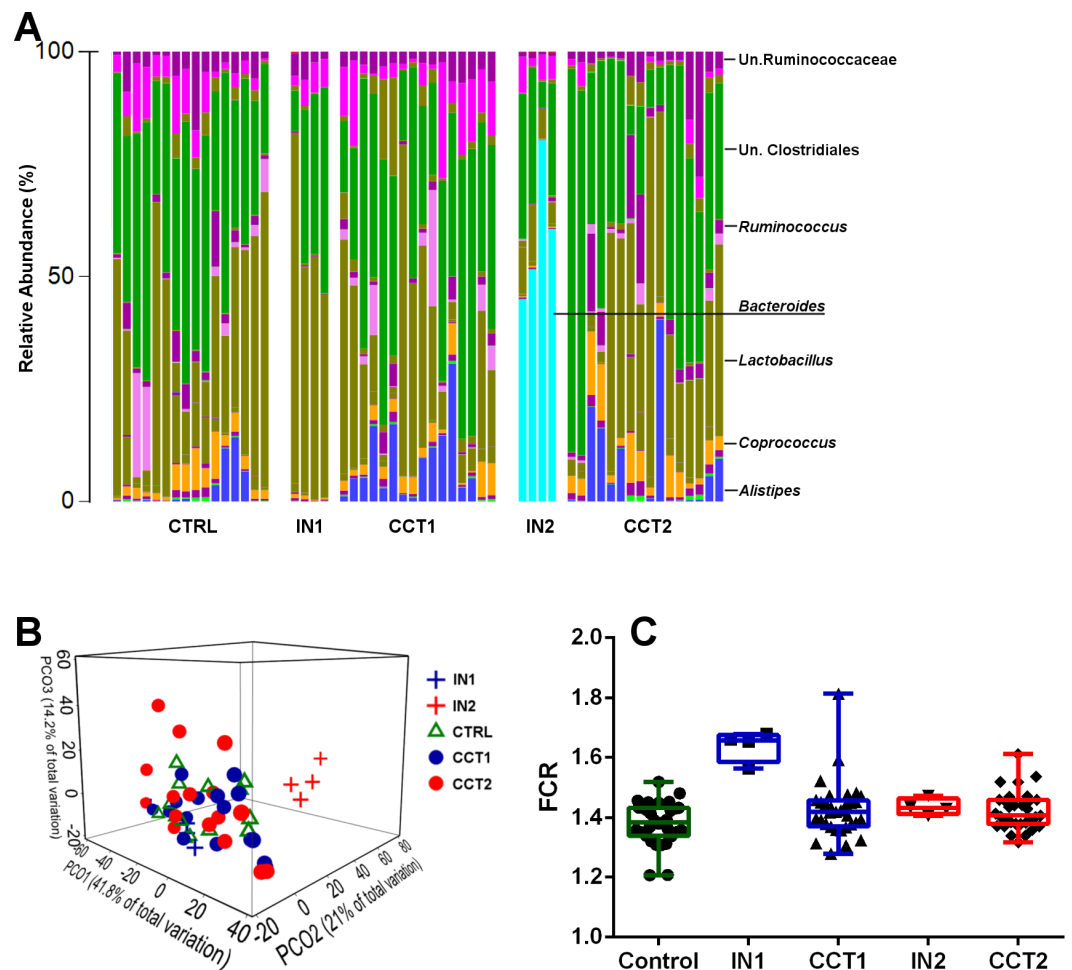 A
Relative Abundance (%)
100
50
0
Un.Ruminococcaceae
Un. Clostridiales
Ruminococcus
Bacteroides
Lactobacillus
Coprococcus
Alistipes
CTRL IN1 CCT1 IN2 CCT2
B
PCO3 (14.2% of total variation)
60
40
20
0
-20
-60 -40 -20 0 20 40
PCO1 (41.8% of total variation)
-20 0 20 40 60 80
PCO2 (21% of total variation)
IN1
IN2
CTRL
CCT1
CCT2
C
FCR
2.0
1.8
1.6
1.4
1.2
1.0
Control IN1 CCT1 IN2 CCT2